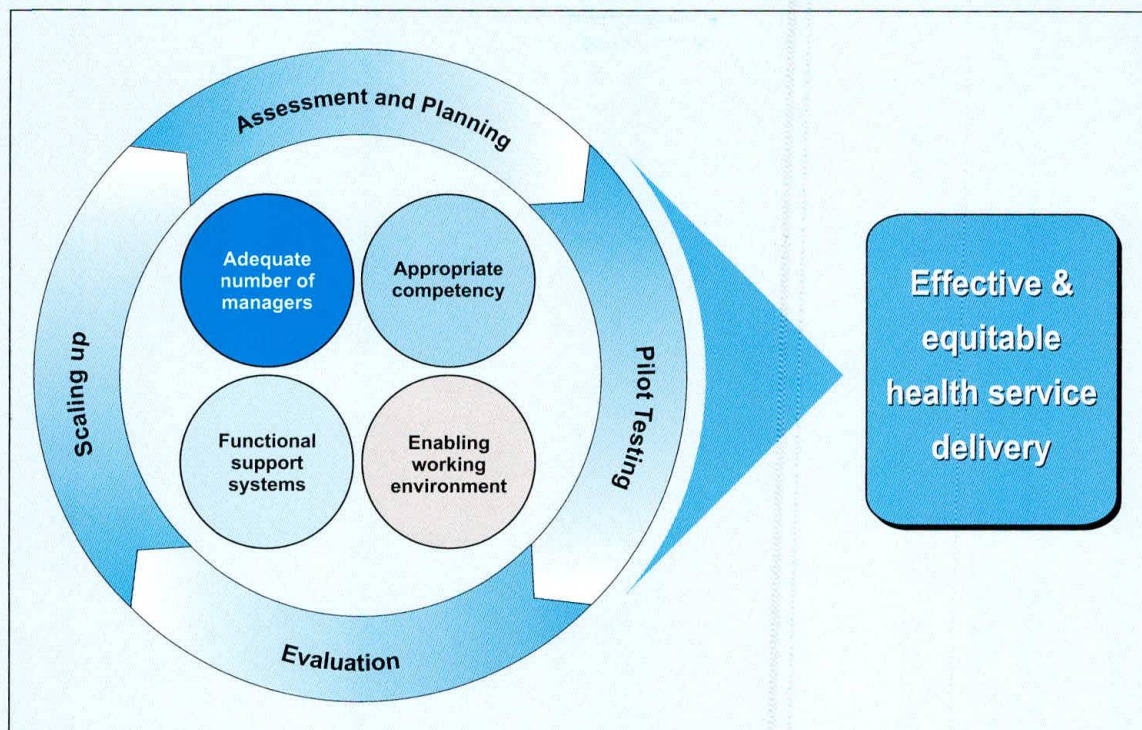 Assessment and Planning
Pilot Testing
Evaluation
Scaling up
Adequate
number of
managers
Appropriate
competency
Functional
support
systems
Enabling
working
environment
Effective &
equitable
health service
delivery